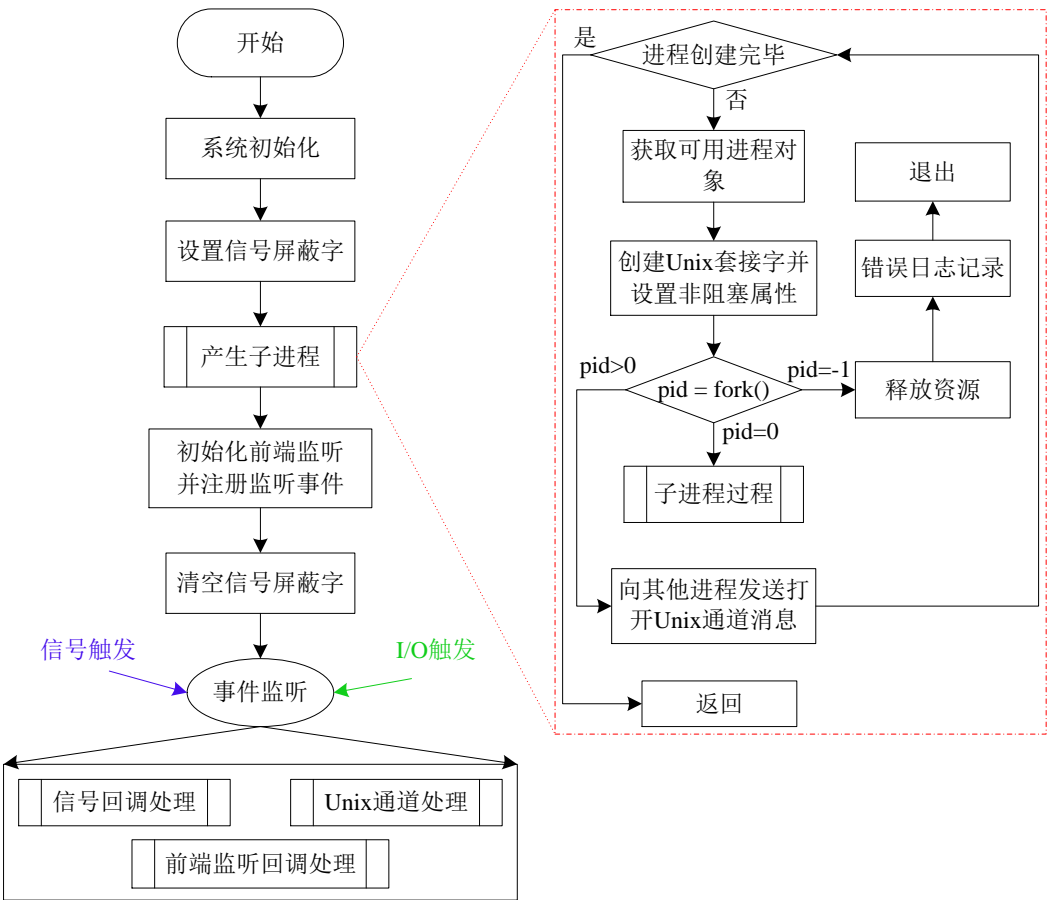 开始
系统初始化
设置信号屏蔽字
产生子进程
初始化前端监听
并注册监听事件
清空信号屏蔽字
信号触发
I/O触发
事件监听
信号回调处理
Unix通道处理
前端监听回调处理
是
进程创建完毕
否
获取可用进程对
象
创建Unix套接字并
设置非阻塞属性
pid>0
pid = fork()
pid=-1
pid=0
退出
错误日志记录
释放资源
子进程过程
向其他进程发送打
开Unix通道消息
返回